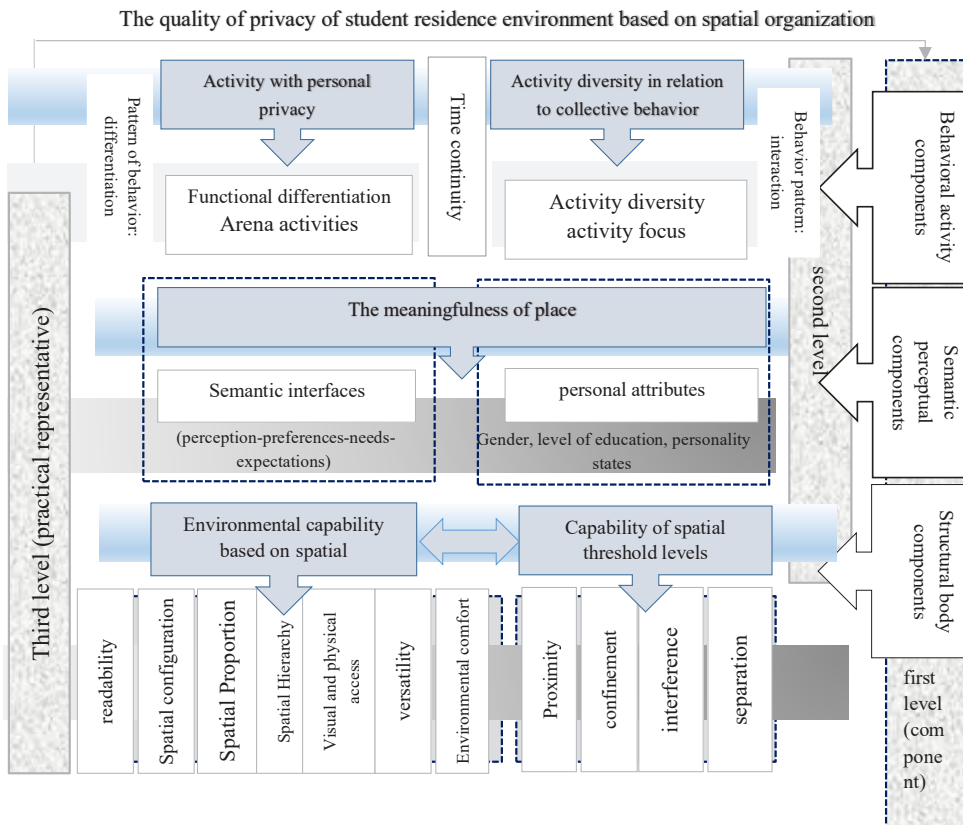 The quality of privacy of student residence environment based on spatial organization
Pattern of behavior:
differentiation
Activity with personal
privacy
Time continuity
Activity diversity in relation
to collective behavior
Behavior pattern:
interaction
Behavioral activity
components
Functional differentiation
Arena activities
Activity diversity
activity focus
Third level (practical representative)
second level
The meaningfulness of place
Semantic
perceptual
components
Semantic interfaces
personal attributes
(perception-preferences-needs-
expectations)
Gender, level of education, personality
states
Environmental capability
based on spatial
Capability of spatial
threshold levels
Structural body
components
readability
Spatial configuration
Spatial Proportion
Spatial Hierarchy
Visual and physical
access
versatility
Environmental comfort
Proximity
confinement
interference
separation
first
level
(com
pone
nt)